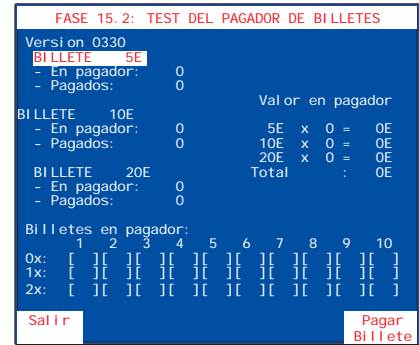 FASE 15.2: TEST DEL PAGADOR DE BILLETES
Version 0330
BILLETE 5E
- En pagador: 0
- Pagados: 0
Valor en pagador
BILLETE 10E
- En pagador: 0 5E x 0 = 0E
- Pagados: 0 10E x 0 = 0E
20E x 0 = 0E
BILLETE 20E Total : 0E
- En pagador: 0
- Pagados: 0
Billetes en pagador:
1 2 3 4 5 6 7 8 9 10
0x: [ ][ ][ ][ ][ ][ ][ ][ ][ ][ ]
1x: [ ][ ][ ][ ][ ][ ][ ][ ][ ][ ]
2x: [ ][ ][ ][ ][ ][ ][ ][ ][ ][ ]
Salir Pagar
Billete